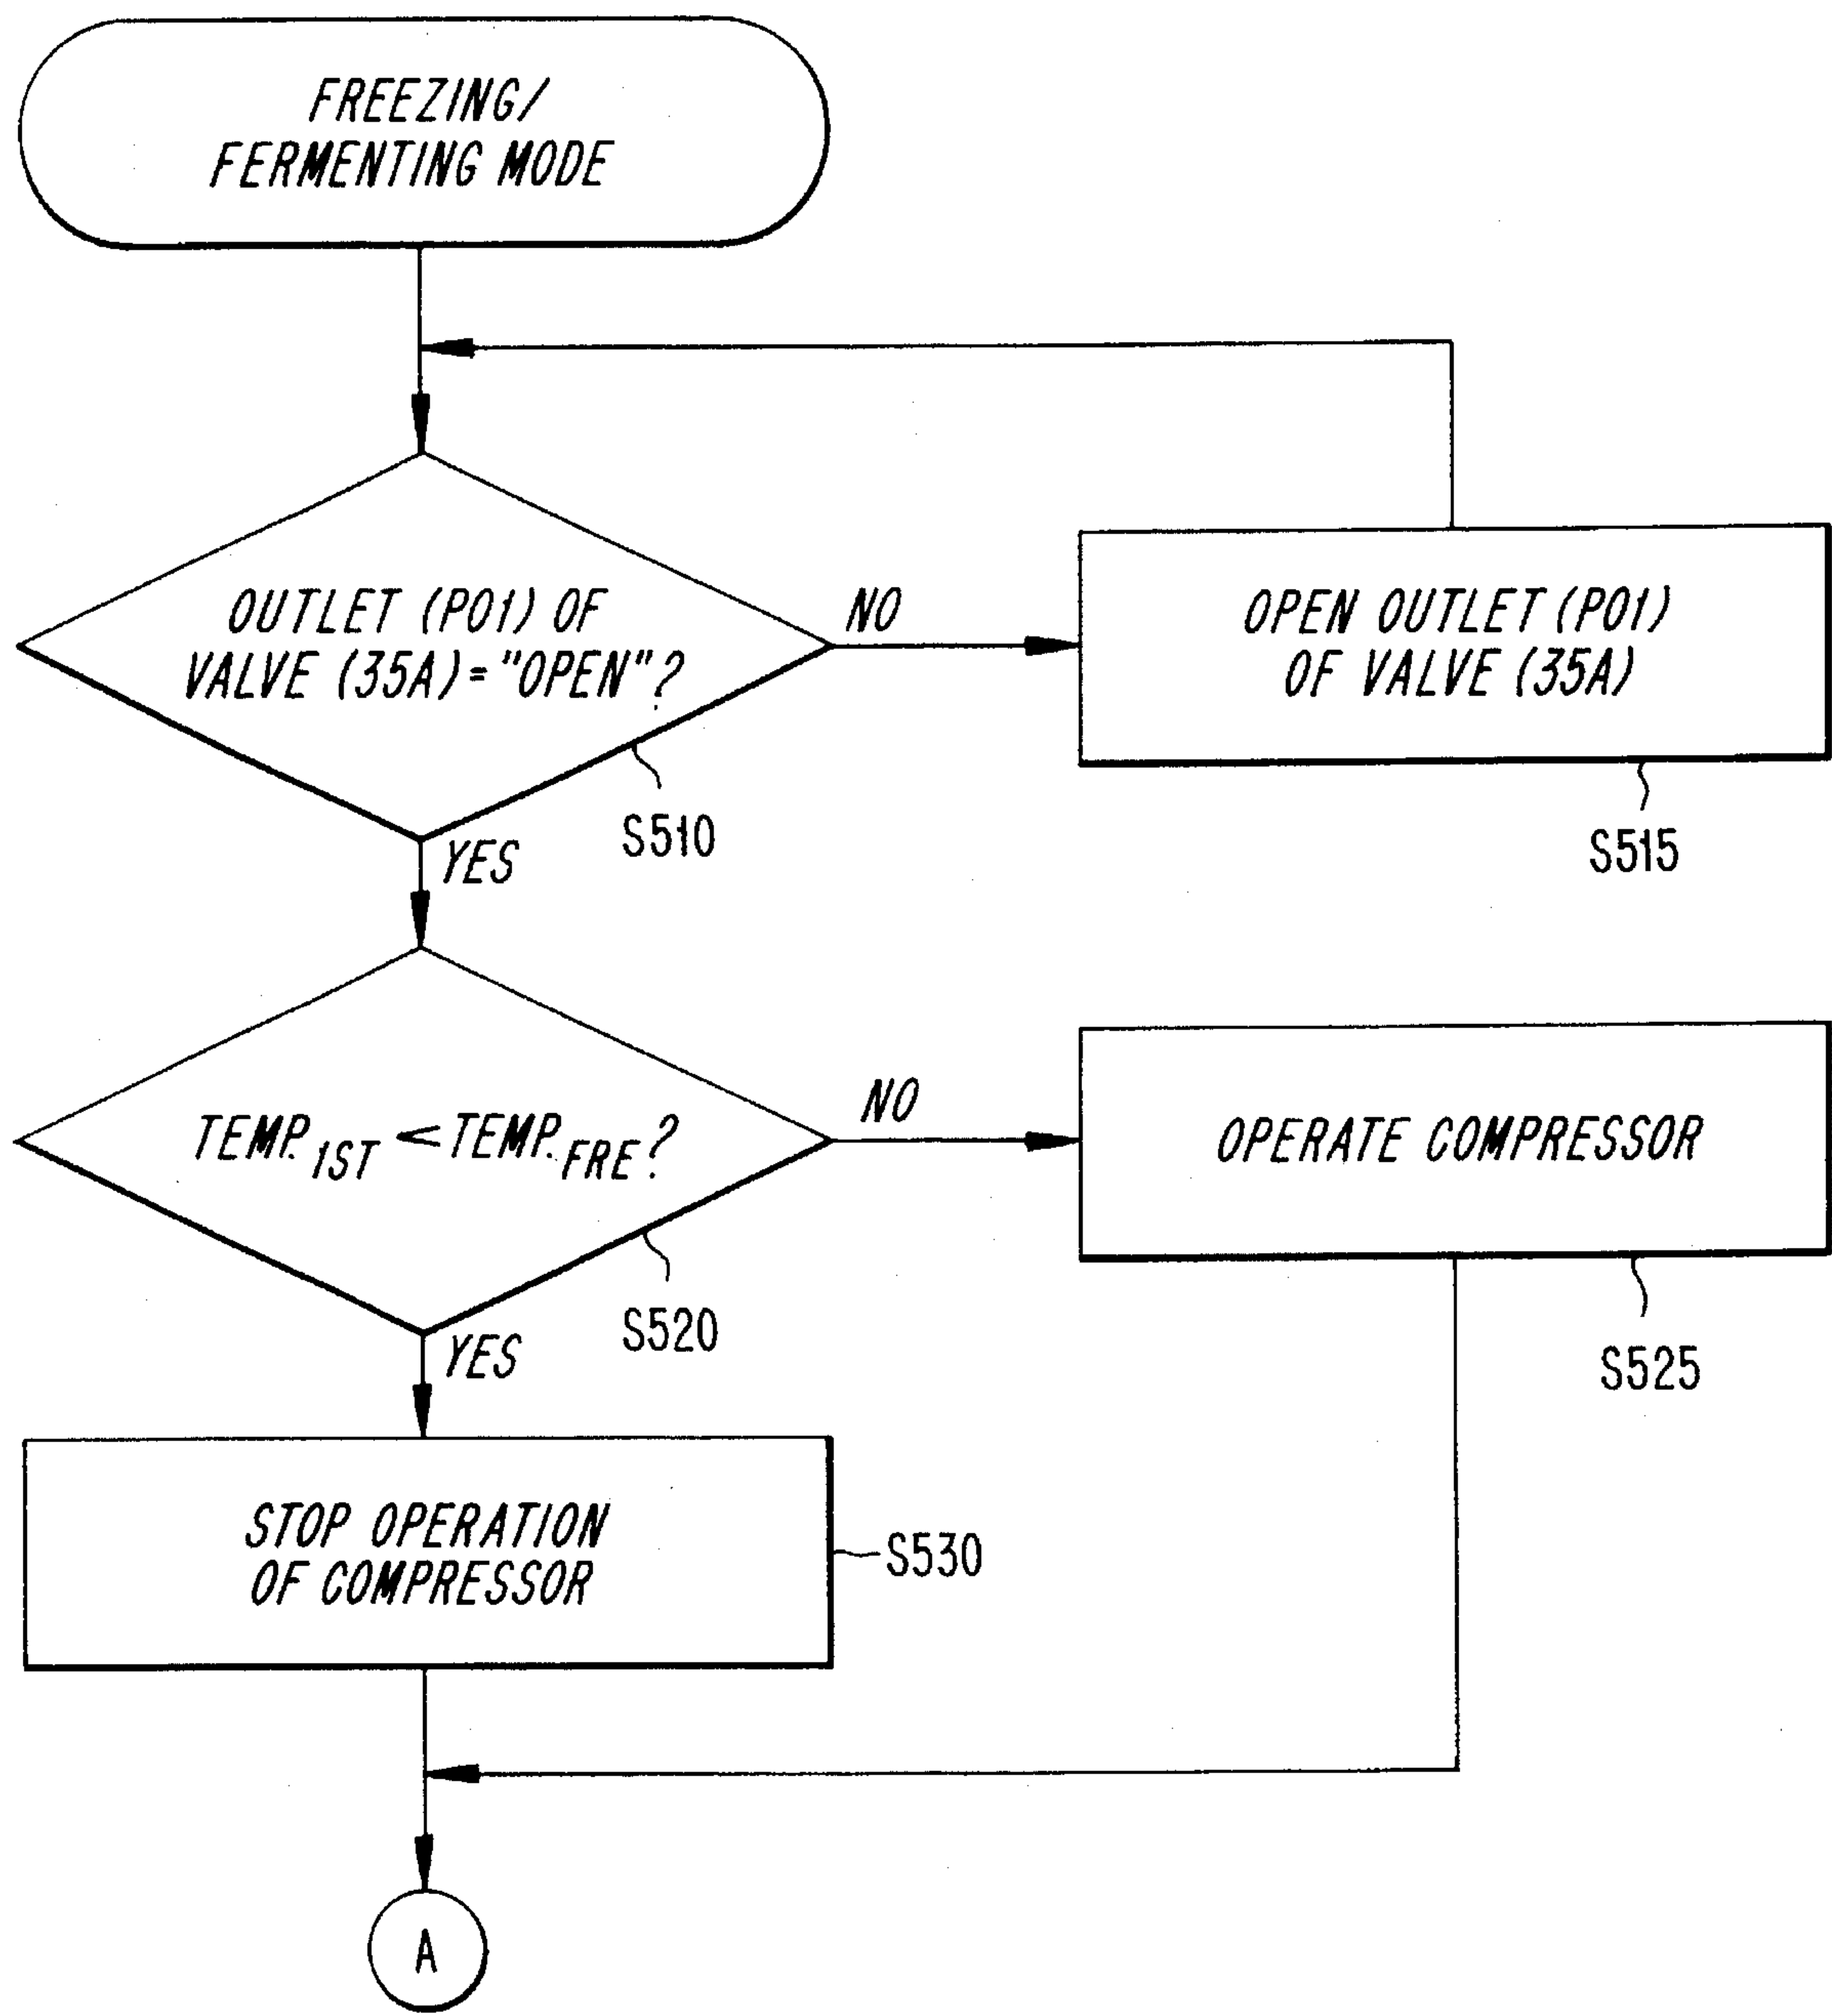 FREEZING/
FERMENTING MODE
OUTLET (P01) OF
VALVE (35A)="OPEN"?
NO
OPEN OUTLET (P01)
OF VALVE (35A)
S510
S515
YES
TEMP.1ST < TEMP.FRE?
NO
OPERATE COMPRESSOR
S520
S525
YES
STOP OPERATION
OF COMPRESSOR
S530
A